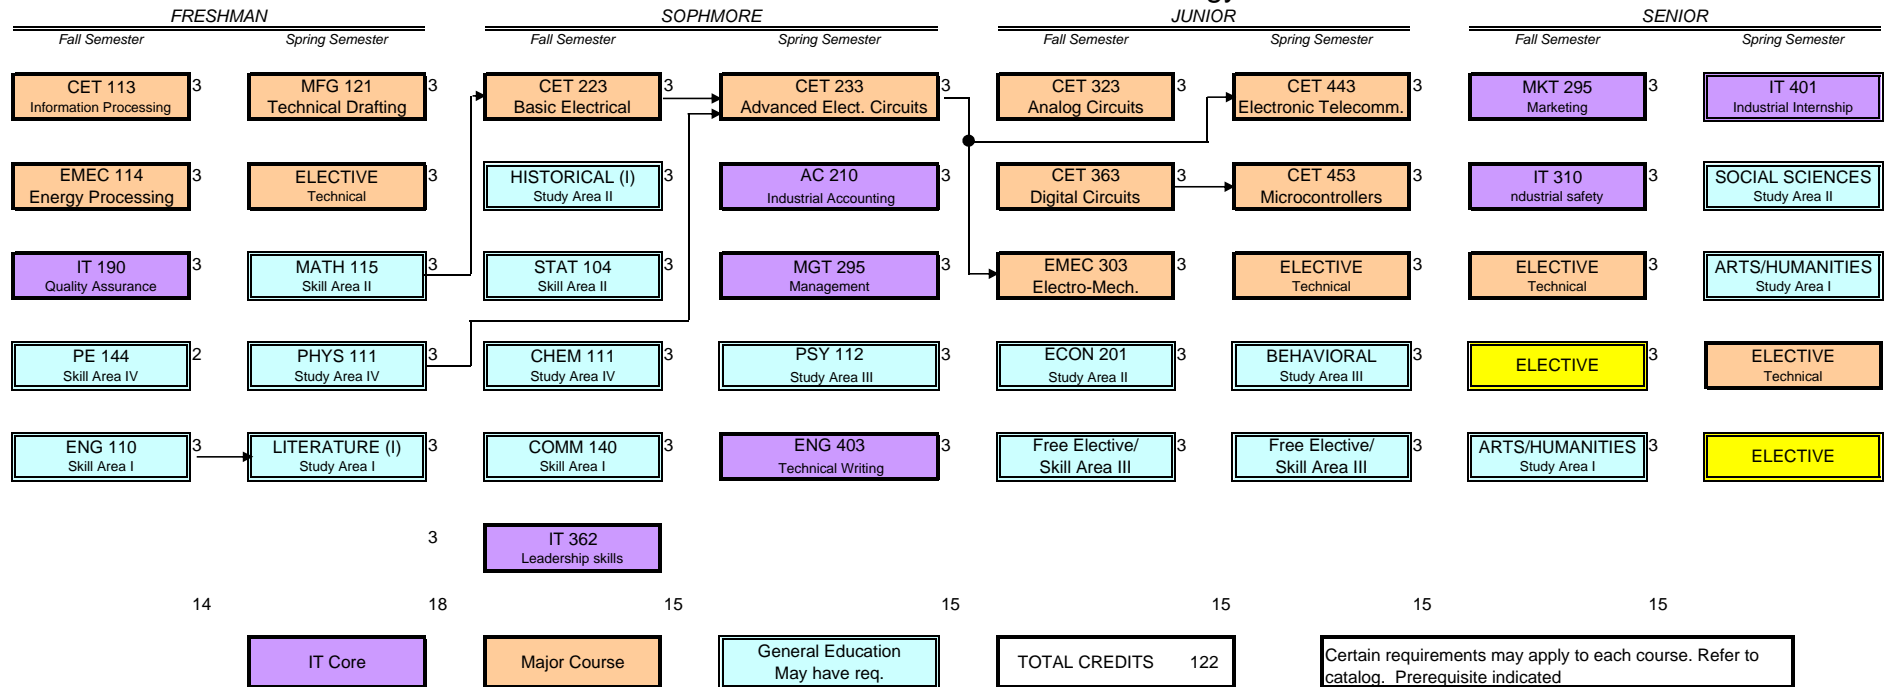 FRESHMAN SOPHMORE JUNIOR SENIOR
Fall Semester Spring Semester Fall Semester Spring Semester Fall Semester Spring Semester Fall Semester Spring Semester
CET 113 3 MFG 121 3 CET 223 3 CET 233 3 CET 323 3 CET 443 3 MKT 295 3 IT 401
Information Processing Technical Drafting Basic Electrical Advanced Elect. Circuits Analog Circuits Electronic Telecomm. Marketing Industrial Internship
EMEC 114 3 ELECTIVE 3 HISTORICAL (I) 3 AC 210 3 CET 363 3 CET 453 3 IT 310 3 SOCIAL SCIENCES
Energy Processing Technical Study Area II Industrial Accounting Digital Circuits Microcontrollers ndustrial safety Study Area II
IT 190 3 MATH 115 3 STAT 104 3 MGT 295 3 EMEC 303 3 ELECTIVE 3 ELECTIVE 3 ARTS/HUMANITIES
Quality Assurance Skill Area II Skill Area II Management Electro-Mech. Technical Technical Study Area I
PE 144 2 PHYS 111 3 CHEM 111 3 PSY 112 3 ECON 201 3 BEHAVIORAL 3 ELECTIVE 3 ELECTIVE
Skill Area IV Study Area IV Study Area IV Study Area III Study Area II Study Area III Technical
ENG 110 3 LITERATURE (I) 3 COMM 140 3 ENG 403 3 Free Elective/ 3 Free Elective/ 3 ARTS/HUMANITIES 3 ELECTIVE
Skill Area I Study Area I Skill Area I Technical Writing Skill Area III Skill Area III Study Area I
3 IT 362
Leadership skills
14 18 15 15 15 15 15
IT Core Major Course General Education TOTAL CREDITS 122 Certain requirements may apply to each course. Refer to
May have req. catalog. Prerequisite indicated